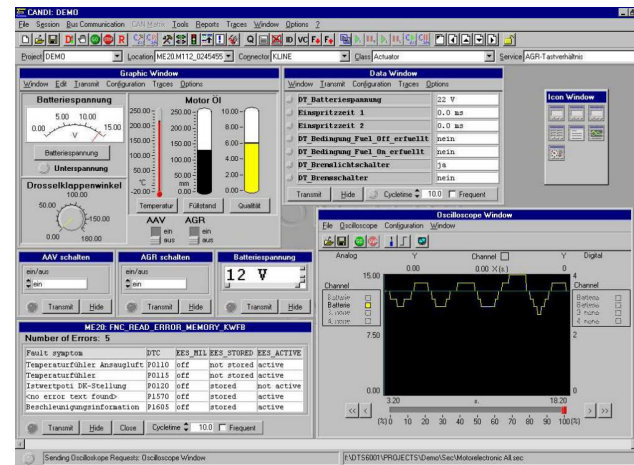 CANDI: DEMO
File Session Bus Communication CAN Matrix Tools Reports Traces Window Options ?
Project DEMO Location ME20.M112_0245455 Connector KLINE Class Actuator Service AGR-Tastverhältnis
Graphic Window
Window Edit Transmit Configuration Traces Options
Batteriespannung
0.00 5.00 10.00 15.00
V
Batteriespannung
Unterspannung
Drosselklappenwinkel
100.00
50.00 150.00
0.00 180.00
Motor Öl
250.00 250.00 10.00
200.00 200.00 8.00
150.00 150.00 6.00
100.00 100.00 4.00
50.00 50.00 2.00
°C mm
-20.00 0.00 0.00
Temperatur Füllstand Qualität
AAV AGR
ein ein
aus aus
Data Window
Window Transmit Configuration Traces Options
DT_Batteriespannung 22 V
Einspritzzeit 1 0.0 ms
Einspritzzeit 2 0.0 ms
DT_Bedingung_Fuel_Off_erfuellt nein
DT_Bedingung_Fuel_On_erfuellt nein
DT_Bremslichtschalter ja
DT_Bremsschalter nein
Transmit Hide Cycletime 10.0 Frequent
Icon Window
AAV schalten
ein/aus
ein
Transmit Hide
AGR schalten
ein/aus
ein
Transmit Hide
Batteriespannung
12 V
Transmit Hide
ME20: FNC_READ_ERROR_MEMORY_KWFB
Number of Errors: 5
Fault symptom DTC EES_MIL EES_STORED EES_ACTIVE
Temperaturfühler Ansaugluft P0110 off not stored active
Temperaturfühler P0115 off not stored active
Istwertpoti DK-Stellung P0120 off stored not active
<no error text found> P1570 off stored active
Beschleunigungsinformation P1605 off stored active
Transmit Hide Close Cycletime 10.0 Frequent
Oscilloscope Window
File Oscilloscope Configuration Window
Analog Y Channel Y Digital
0.00 0.00 X (s.) 0
Channel 15.00 4 Channel
Batterie
7.50 2
0.00 0
3.20 s. 18.20
(%) 0 10 20 30 40 50 60 70 80 90 100 (%)
Sending Oscilloskope Requests: Oscilloscope Window
I:\DTS6001\PROJECTS\Demo\Sec\Motorelectronic All.sec